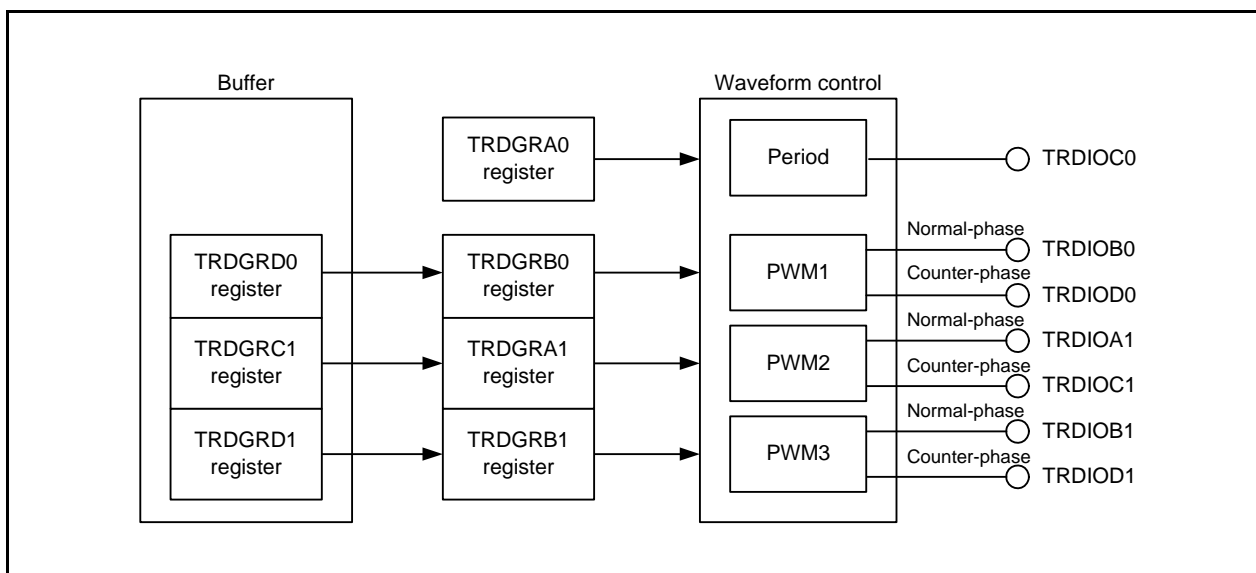 Buffer
Waveform control
TRDGRA0
register
Period
TRDIOC0
TRDGRD0
register
TRDGRB0
register
PWM1
Normal-phase
TRDIOB0
Counter-phase
TRDIOD0
TRDGRC1
register
TRDGRA1
register
PWM2
Normal-phase
TRDIOA1
Counter-phase
TRDIOC1
TRDGRD1
register
TRDGRB1
register
PWM3
Normal-phase
TRDIOB1
Counter-phase
TRDIOD1